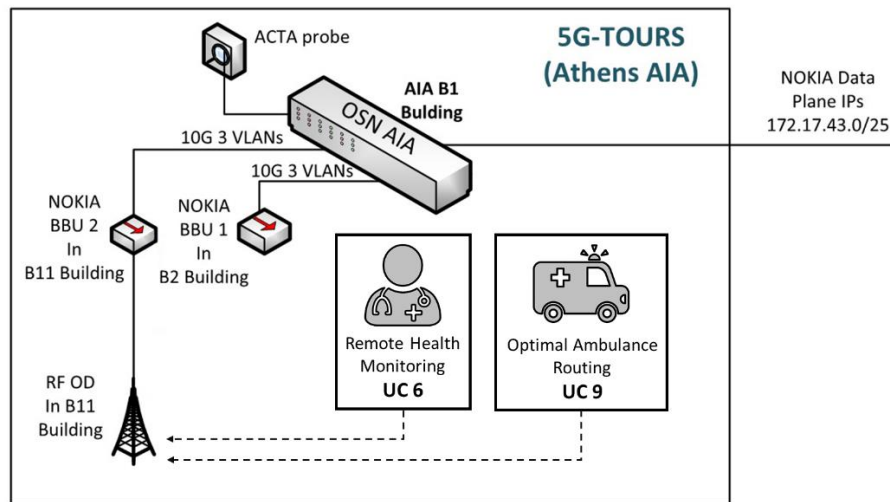 ACTA probe
5G-TOURS
(Athens AIA)
AIA B1
Bulding
OSN AIA
NOKIA Data
Plane IPs
172.17.43.0/25
10G 3 VLANs
10G 3 VLANs
NOKIA
BBU 2
In
B11 Building
NOKIA
BBU 1
In
B2 Building
Remote Health
Monitoring
UC 6
Optimal Ambulance
Routing
UC 9
RF OD
In B11
Building